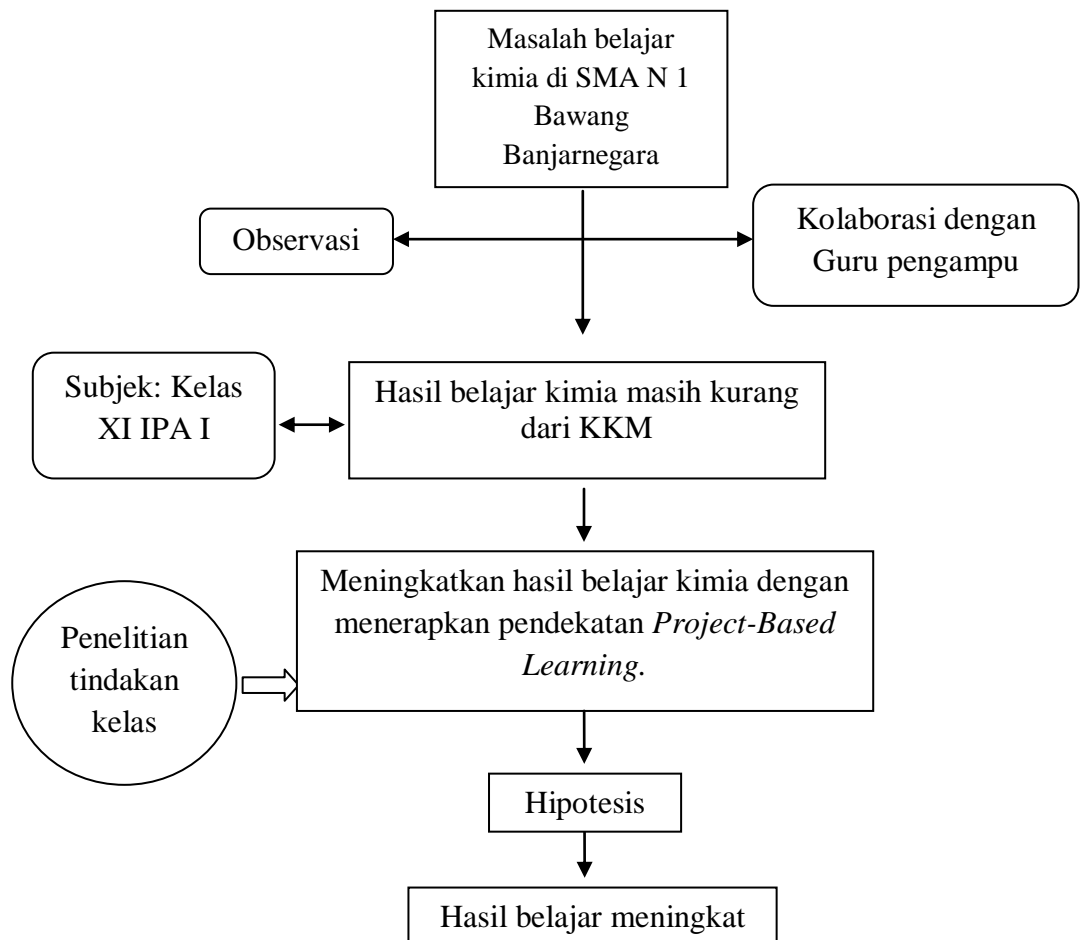 Masalah belajar
kimia di SMA N 1
Bawang
Banjarnegara
Observasi
Kolaborasi dengan
Guru pengampu
Subjek: Kelas
XI IPA I
Hasil belajar kimia masih kurang
dari KKM
Meningkatkan hasil belajar kimia dengan
menerapkan pendekatan Project-Based
Learning.
Penelitian
tindakan
kelas
Hipotesis
Hasil belajar meningkat